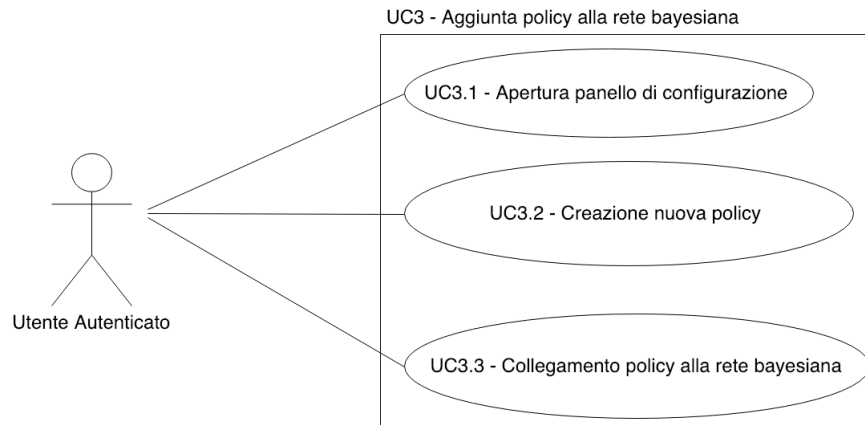 UC3 - Aggiunta policy alla rete bayesiana
UC3.1 - Apertura panello di configurazione
UC3.2 - Creazione nuova policy
Utente Autenticato
UC3.3 - Collegamento policy alla rete bayesiana